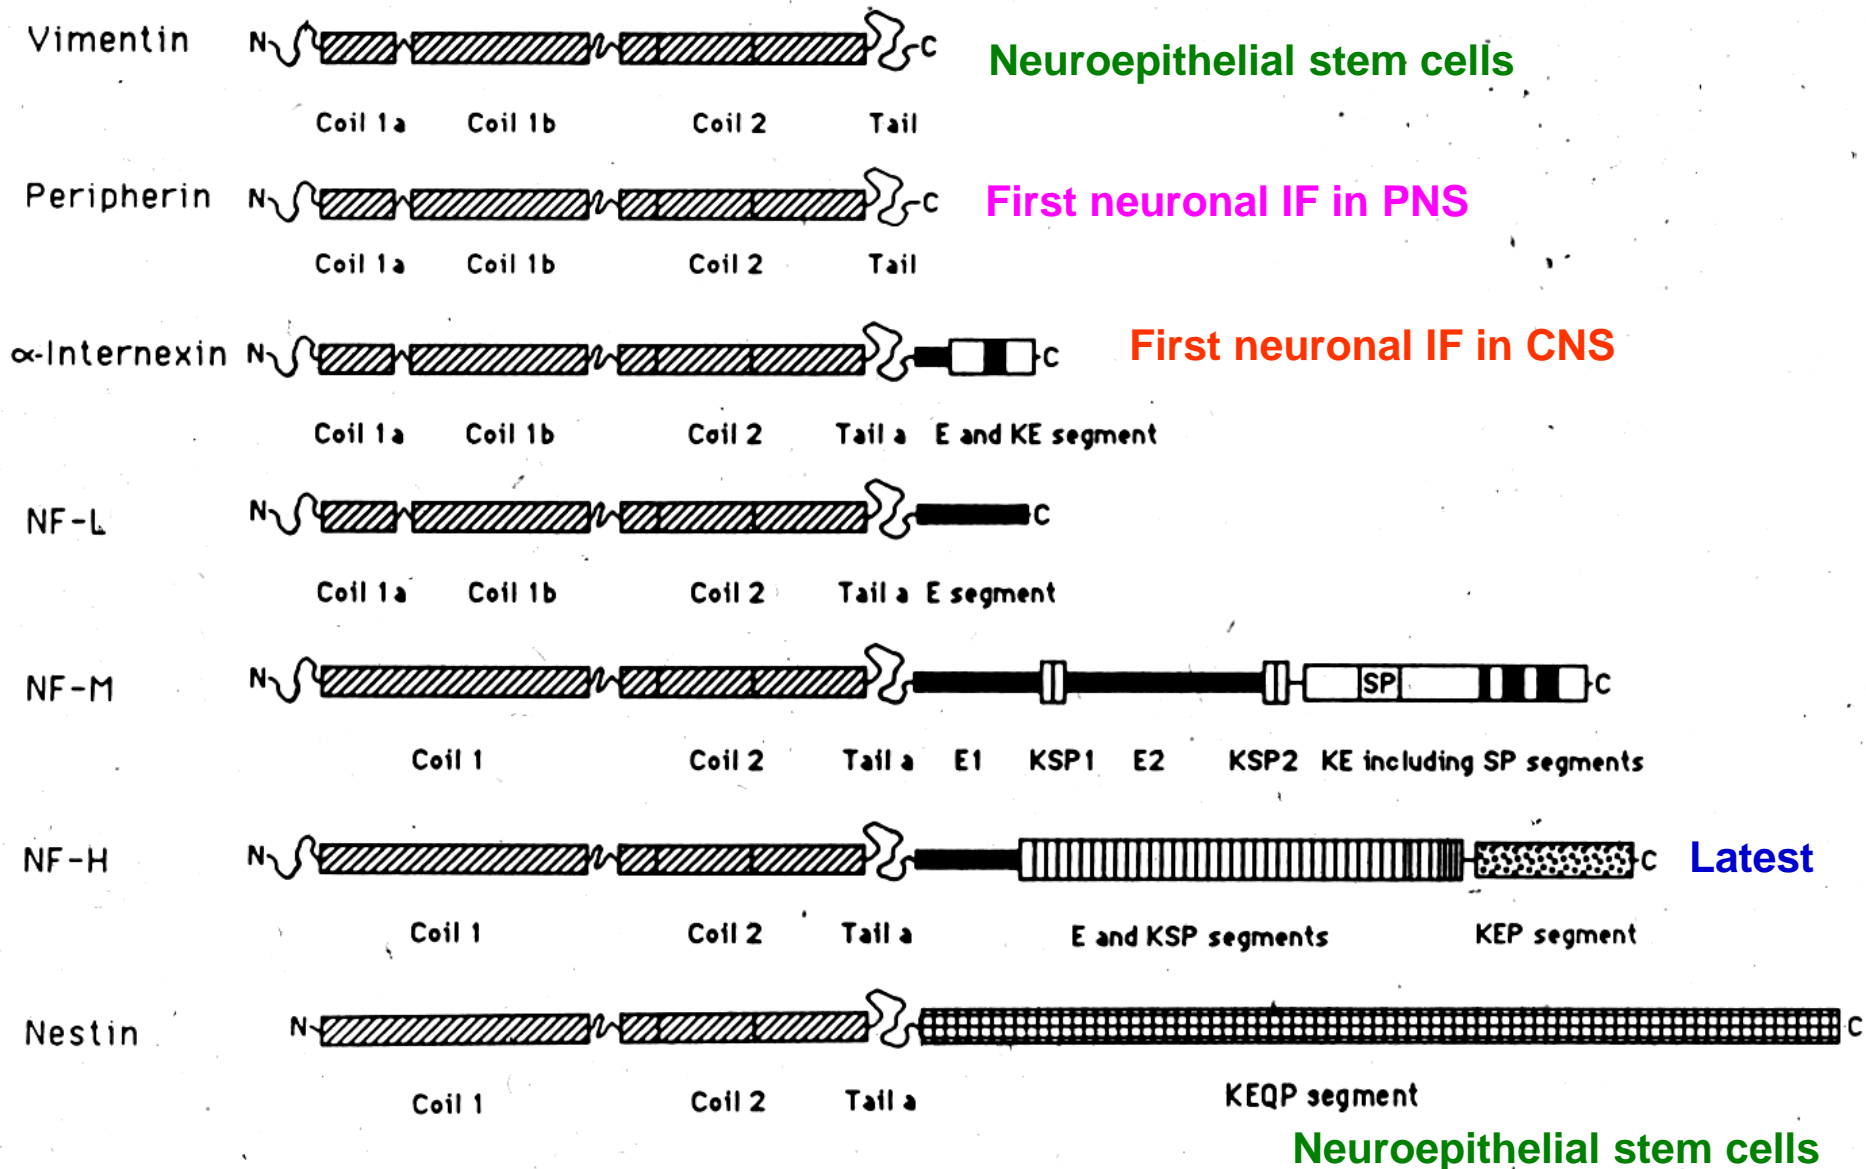 Vimentin N C Neuroepithelial stem cells
Coil 1a Coil 1b Coil 2 Tail
Peripherin N C First neuronal IF in PNS
Coil 1a Coil 1b Coil 2 Tail
α-Internexin N C First neuronal IF in CNS
Coil 1a Coil 1b Coil 2 Tail a E and KE segment
NF-L N C
Coil 1a Coil 1b Coil 2 Tail a E segment
NF-M N SP C
Coil 1 Coil 2 Tail a E1 KSP1 E2 KSP2 KE including SP segments
NF-H N C Latest
Coil 1 Coil 2 Tail a E and KSP segments KEP segment
Nestin N C
Coil 1 Coil 2 Tail a KEQP segment
Neuroepithelial stem cells